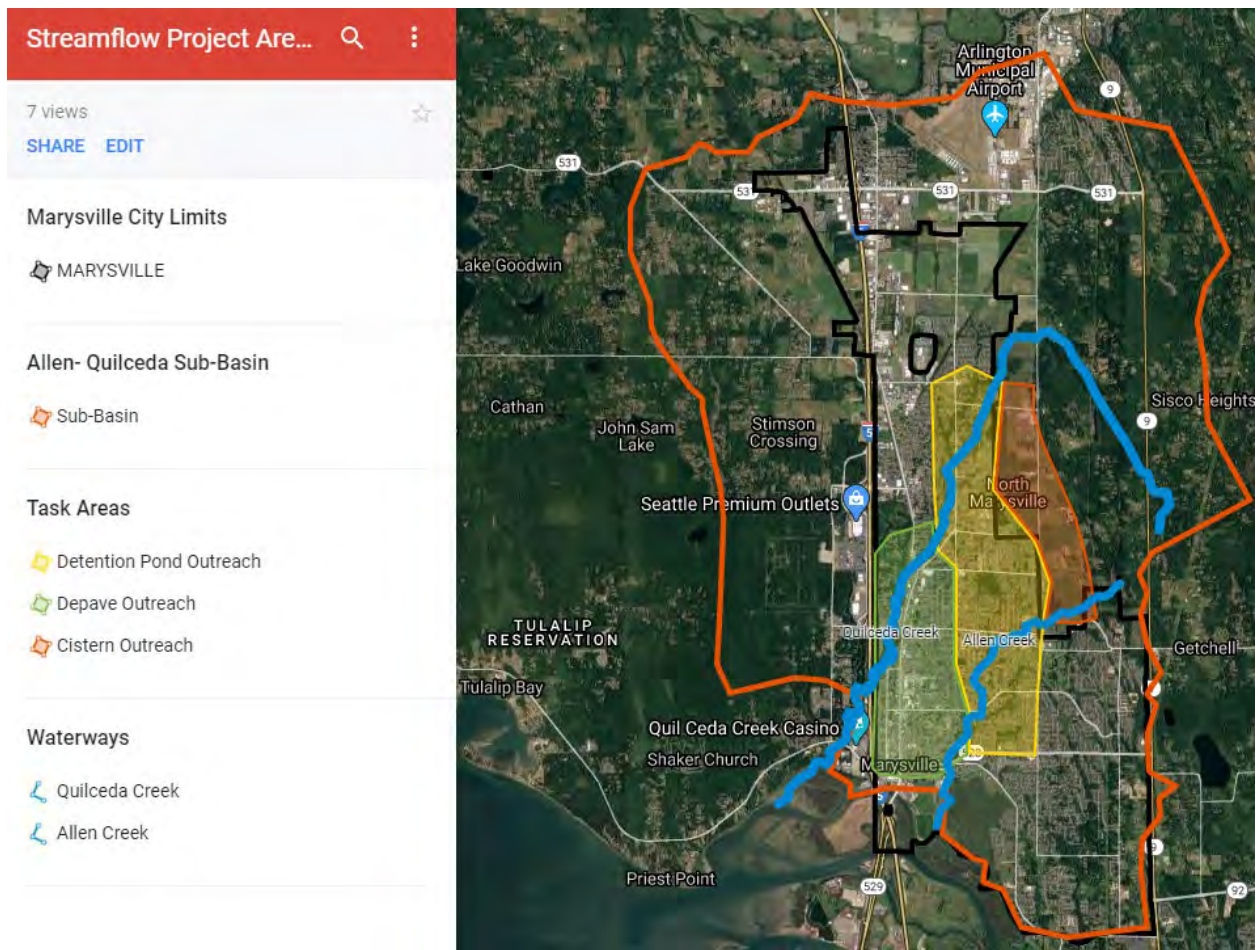 Streamflow Project Are...
7 views
SHARE EDIT
Marysville City Limits
MARYSVILLE
Allen- Quilceda Sub-Basin
Sub-Basin
Task Areas
Detention Pond Outreach
Depave Outreach
Cistern Outreach
Waterways
Quilceda Creek
Allen Creek
Arlington
Municipal
Airport
9
531
531
531
531
Lake Goodwin
Cathan
John Sam
Lake
Stimson
Crossing
5
Sisco Heights
9
Seattle Premium Outlets
North
Marysville
TULALIP
RESERVATION
Quilceda Creek
Allen Creek
Getchell
Tulalip Bay
Quil Ceda Creek Casino
Shaker Church
Marysville
Priest Point
529
9
92